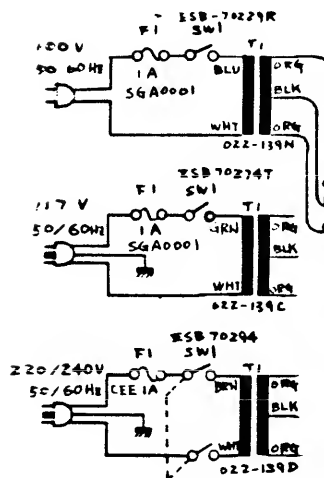 ESB-70229R
F1 SW1 T1
100V
50 60HZ
1A BLU ORG
SGA0001 BLK
WHT ORG
022-139N
ESB 70274T
F1 SW1 T1
117V
50/60HZ
1A GRN ORG
SGA0001 BLK
WHT ORG
022-139C
ESB 70294
F1 SW1 T1
220/240V
50/60HZ CEE 1A BRN ORG
BLK
WHT ORG
022-139D